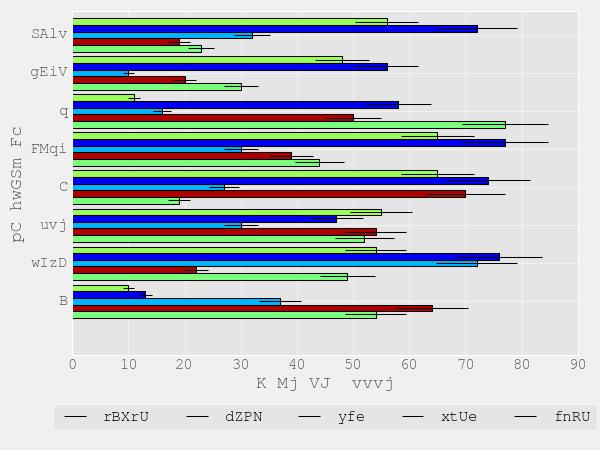 SAlv
gEiV
q
FMqi
C
uvj
wIzD
B
pC hwGSm Fc
0 10 20 30 40 50 60 70 80 90
K Mj VJ  vvvj
rBXrU dZPN yfe xtUe fnRU